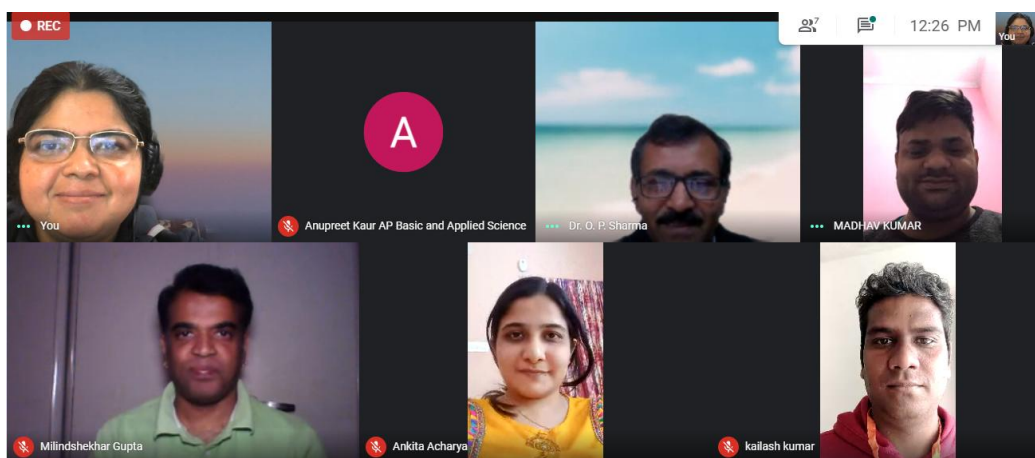 REC
7
12:26 PM
You
A
You
Anupreet Kaur AP Basic and Applied Science
Dr. O. P. Sharma
MADHAV KUMAR
Milindshekhar Gupta
Ankita Acharya
kailash kumar